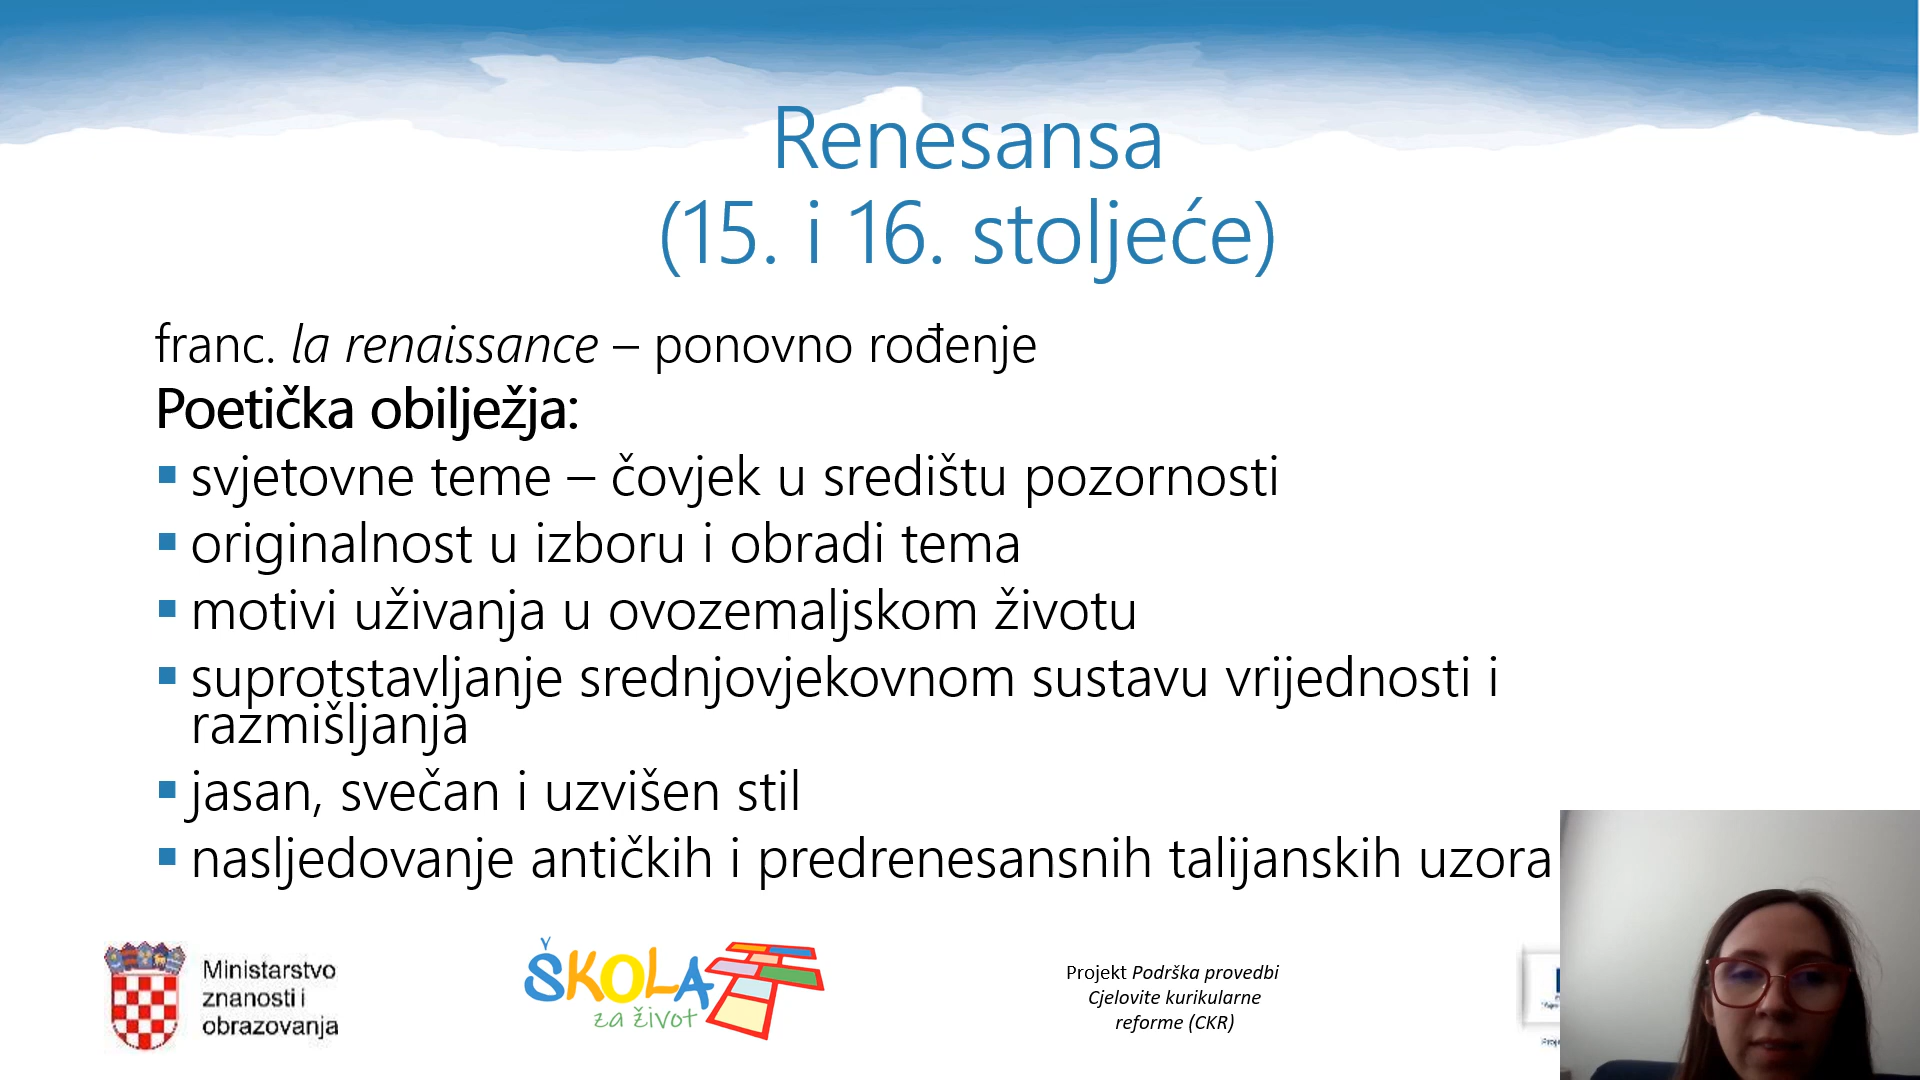 Renesansa
(15. i 16. stoljeće)
franc. la renaissance – ponovno rođenje
Poetička obilježja:
svjetovne teme – čovjek u središtu pozornosti
originalnost u izboru i obradi tema
motivi uživanja u ovozemaljskom životu
suprotstavljanje srednjovjekovnom sustavu vrijednosti i
razmišljanja
jasan, svečan i uzvišen stil
nasljedovanje antičkih i predrenesansnih talijanskih uzora
Ministarstvo
znanosti i
obrazovanja
ŠKOLA
za život
Projekt Podrška provedbi
Cjelovite kurikularne
reforme (CKR)